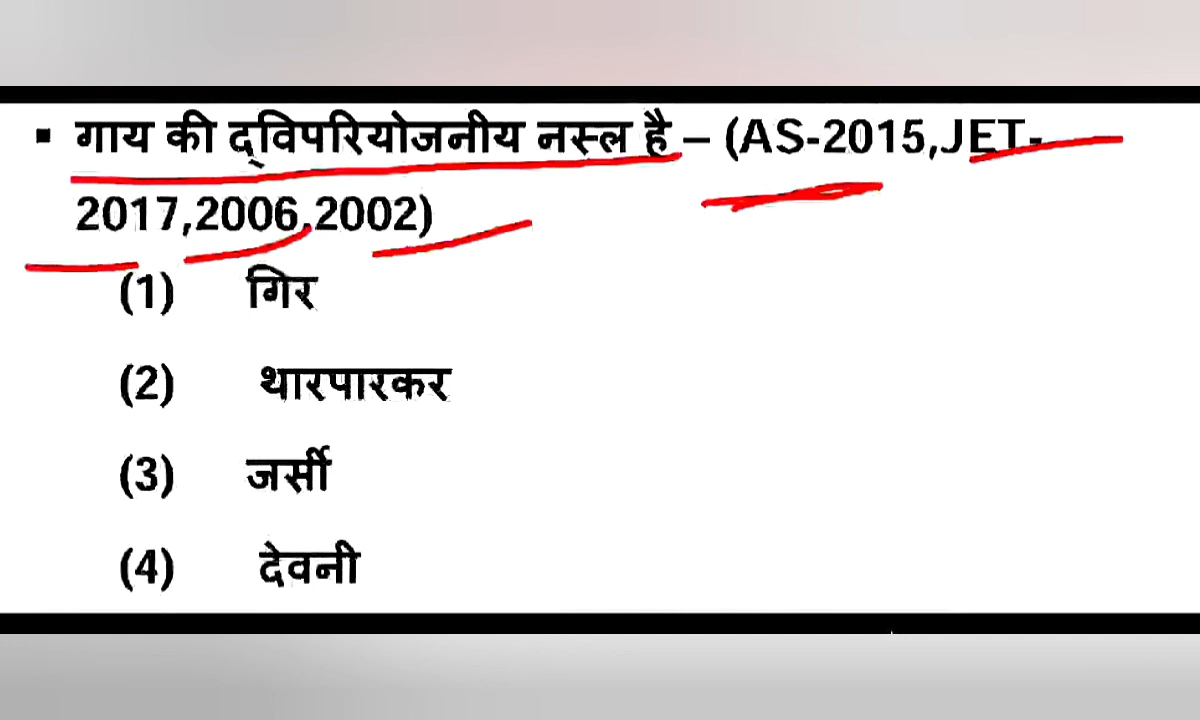 ▪ गाय की द्विपरियोजनीय नस्ल है – (AS-2015,JET-
2017,2006,2002)
(1) गिर
(2) थारपारकर
(3) जर्सी
(4) देवनी